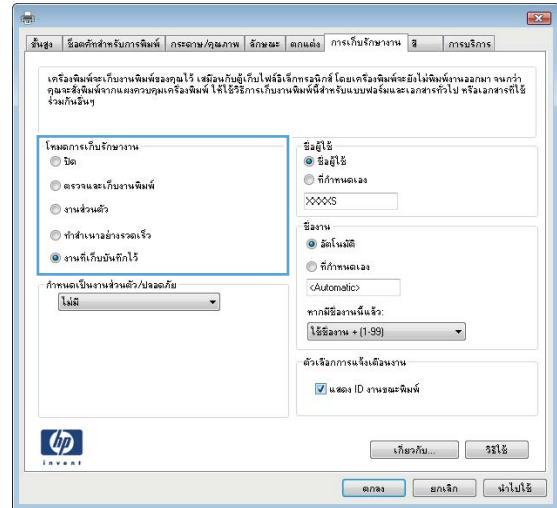 ขั้นสูง ช็อตคัทสำหรับการพิมพ์ กระดาษ/คุณภาพ ลักษณะ ตกแต่ง การเก็บรักษางาน สี การบริการ
เครื่องพิมพ์จะเก็บงานพิมพ์ของคุณไว้ เสมือนกับตู้เก็บไฟล์อิเล็กทรอนิกส์ โดยเครื่องพิมพ์จะยังไม่พิมพ์งานออกมา จนกว่า
คุณจะสั่งพิมพ์จากแผงควบคุมเครื่องพิมพ์ ใช้วิธีการเก็บงานพิมพ์นี้สำหรับแบบฟอร์มและเอกสารทั่วไป หรือเอกสารที่ใช้
ร่วมกันอื่นๆ
โหมดการเก็บรักษางาน
ปิด
ตรวจและเก็บงานพิมพ์
งานส่วนตัว
ทำสำเนาอย่างรวดเร็ว
งานที่เก็บบันทึกไว้
กำหนดเป็นงานส่วนตัว/ปลอดภัย
ไม่มี
ชื่อผู้ใช้
ชื่อผู้ใช้
ที่กำหนดเอง
XXXXS
ชื่องาน
อัตโนมัติ
ที่กำหนดเอง
<Automatic>
หากมีชื่องานนี้แล้ว:
ใช้ชื่องาน + (1-99)
ตัวเลือกการแจ้งเตือนงาน
แสดง ID งานขณะพิมพ์
hp
invent
เกี่ยวกับ... วิธีใช้
ตกลง ยกเลิก นำไปใช้